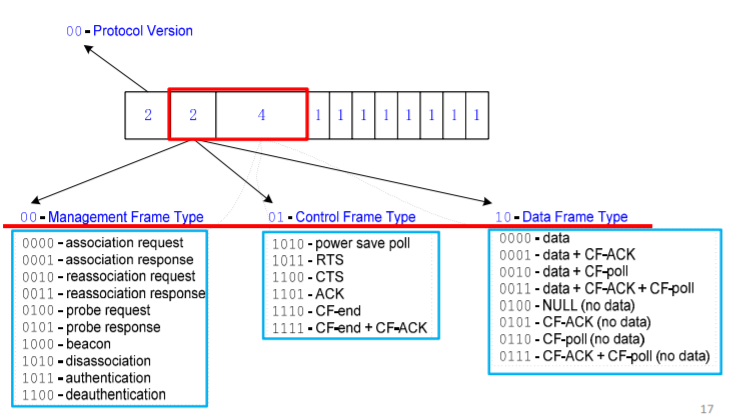 00 - Protocol Version
2 2 4 1 1 1 1 1 1 1 1
00 - Management Frame Type
0000 - association request
0001 - association response
0010 - reassociation request
0011 - reassociation response
0100 - probe request
0101 - probe response
1000 - beacon
1010 - disassociation
1011 - authentication
1100 - deauthentication
01 - Control Frame Type
1010 - power save poll
1011 - RTS
1100 - CTS
1101 - ACK
1110 - CF-end
1111 - CF-end + CF-ACK
10 - Data Frame Type
0000 - data
0001 - data + CF-ACK
0010 - data + CF-poll
0011 - data + CF-ACK + CF-poll
0100 - NULL (no data)
0101 - CF-ACK (no data)
0110 - CF-poll (no data)
0111 - CF-ACK + CF-poll (no data)
17